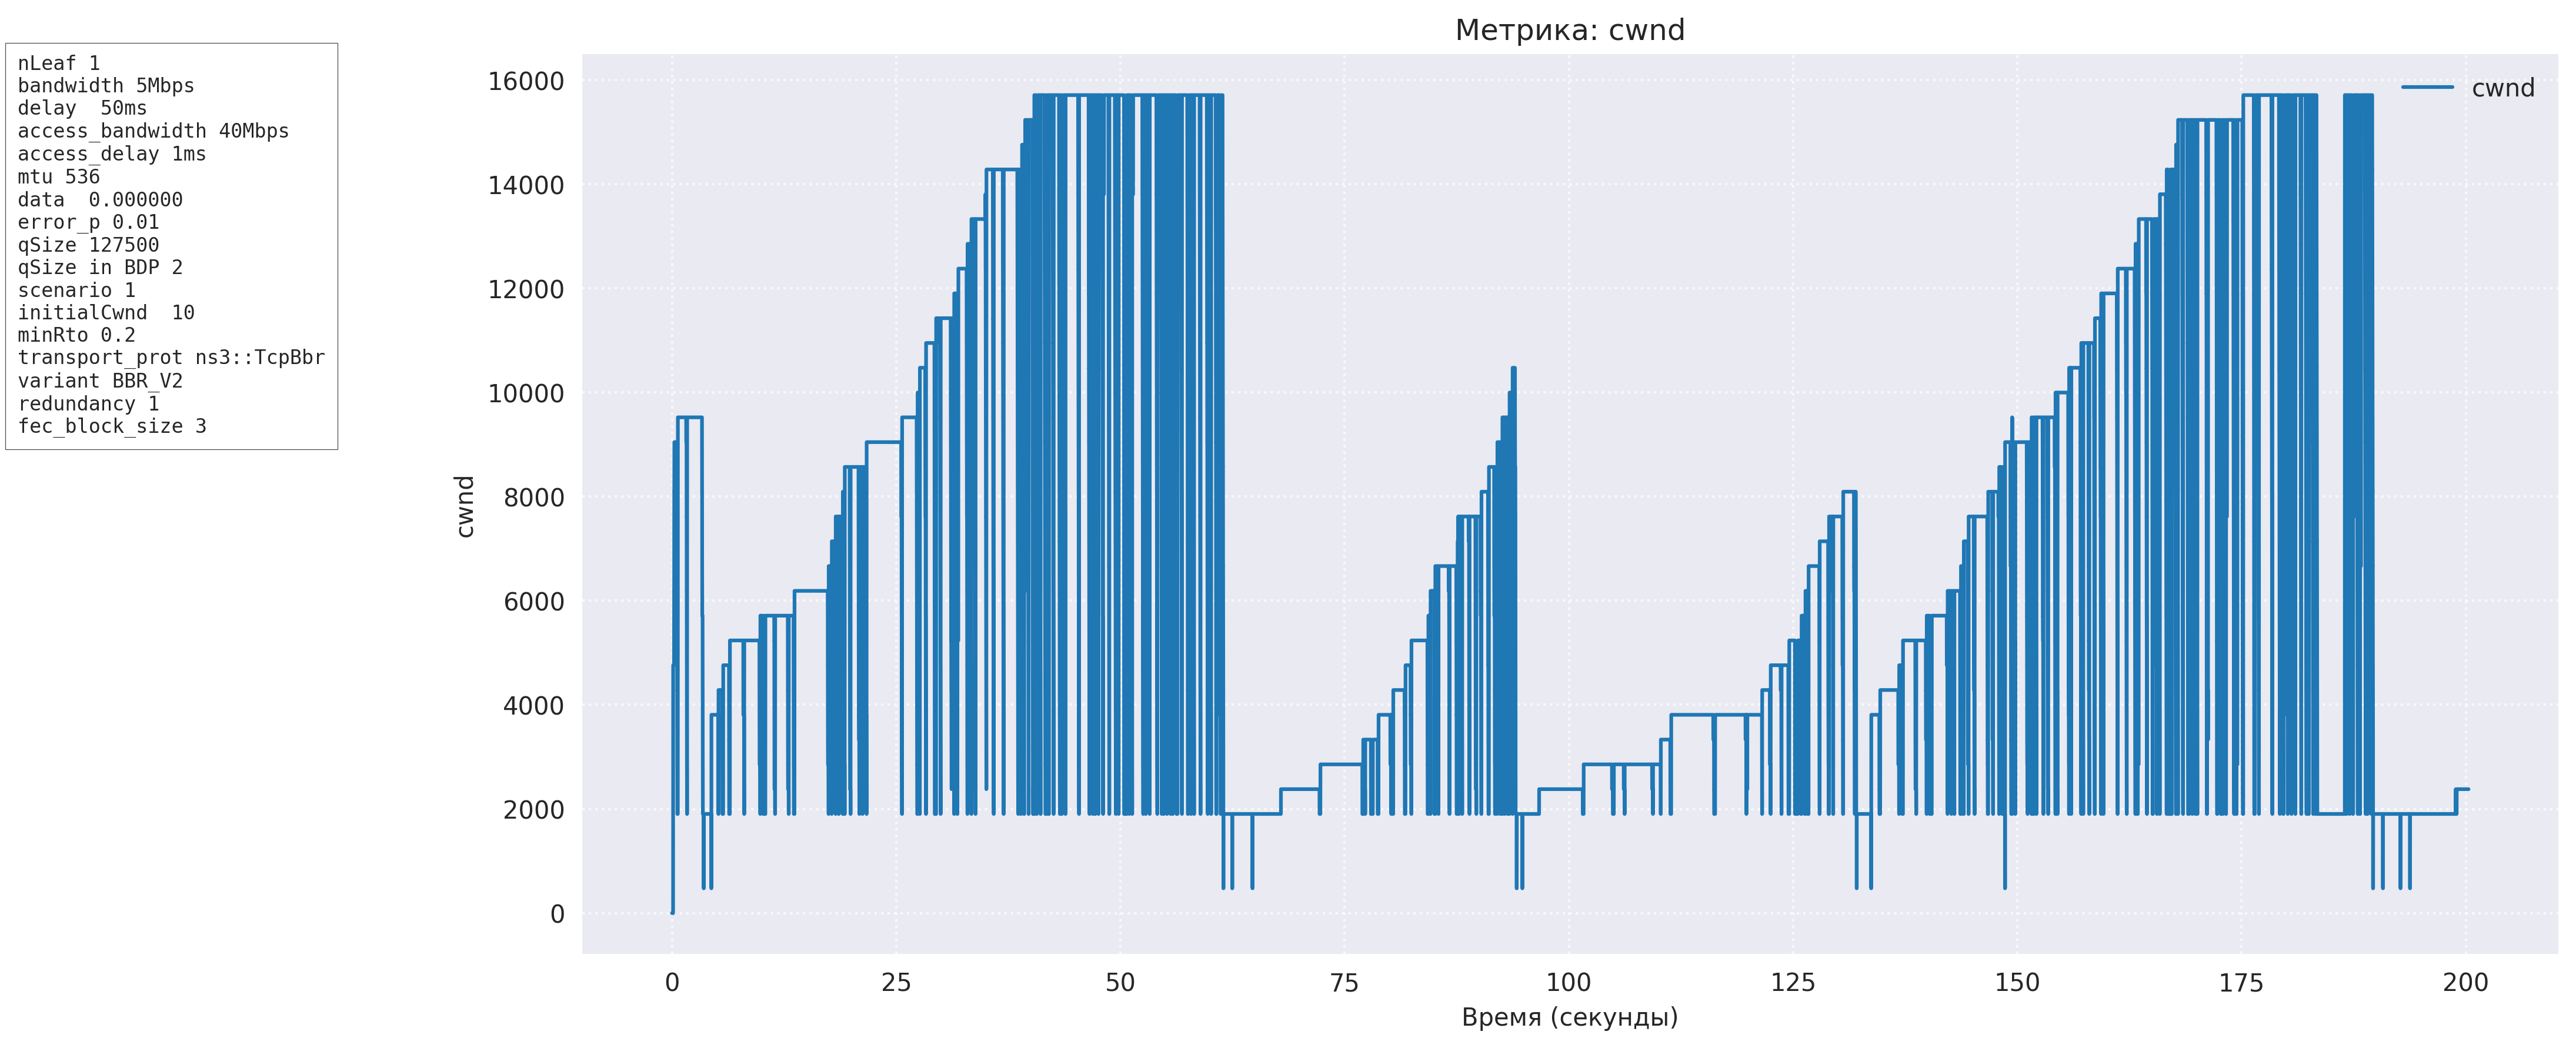 Метрика: cwnd
nLeaf 1
bandwidth 5Mbps
delay  50ms
access_bandwidth 40Mbps
access_delay 1ms
mtu 536
data  0.000000
error_p 0.01
qSize 127500
qSize in BDP 2
scenario 1
initialCwnd  10
minRto 0.2
transport_prot ns3::TcpBbr
variant BBR_V2
redundancy 1
fec_block_size 3
cwnd
16000
14000
12000
10000
8000
6000
4000
2000
0
cwnd
0 25 50 75 100 125 150 175 200
Время (секунды)